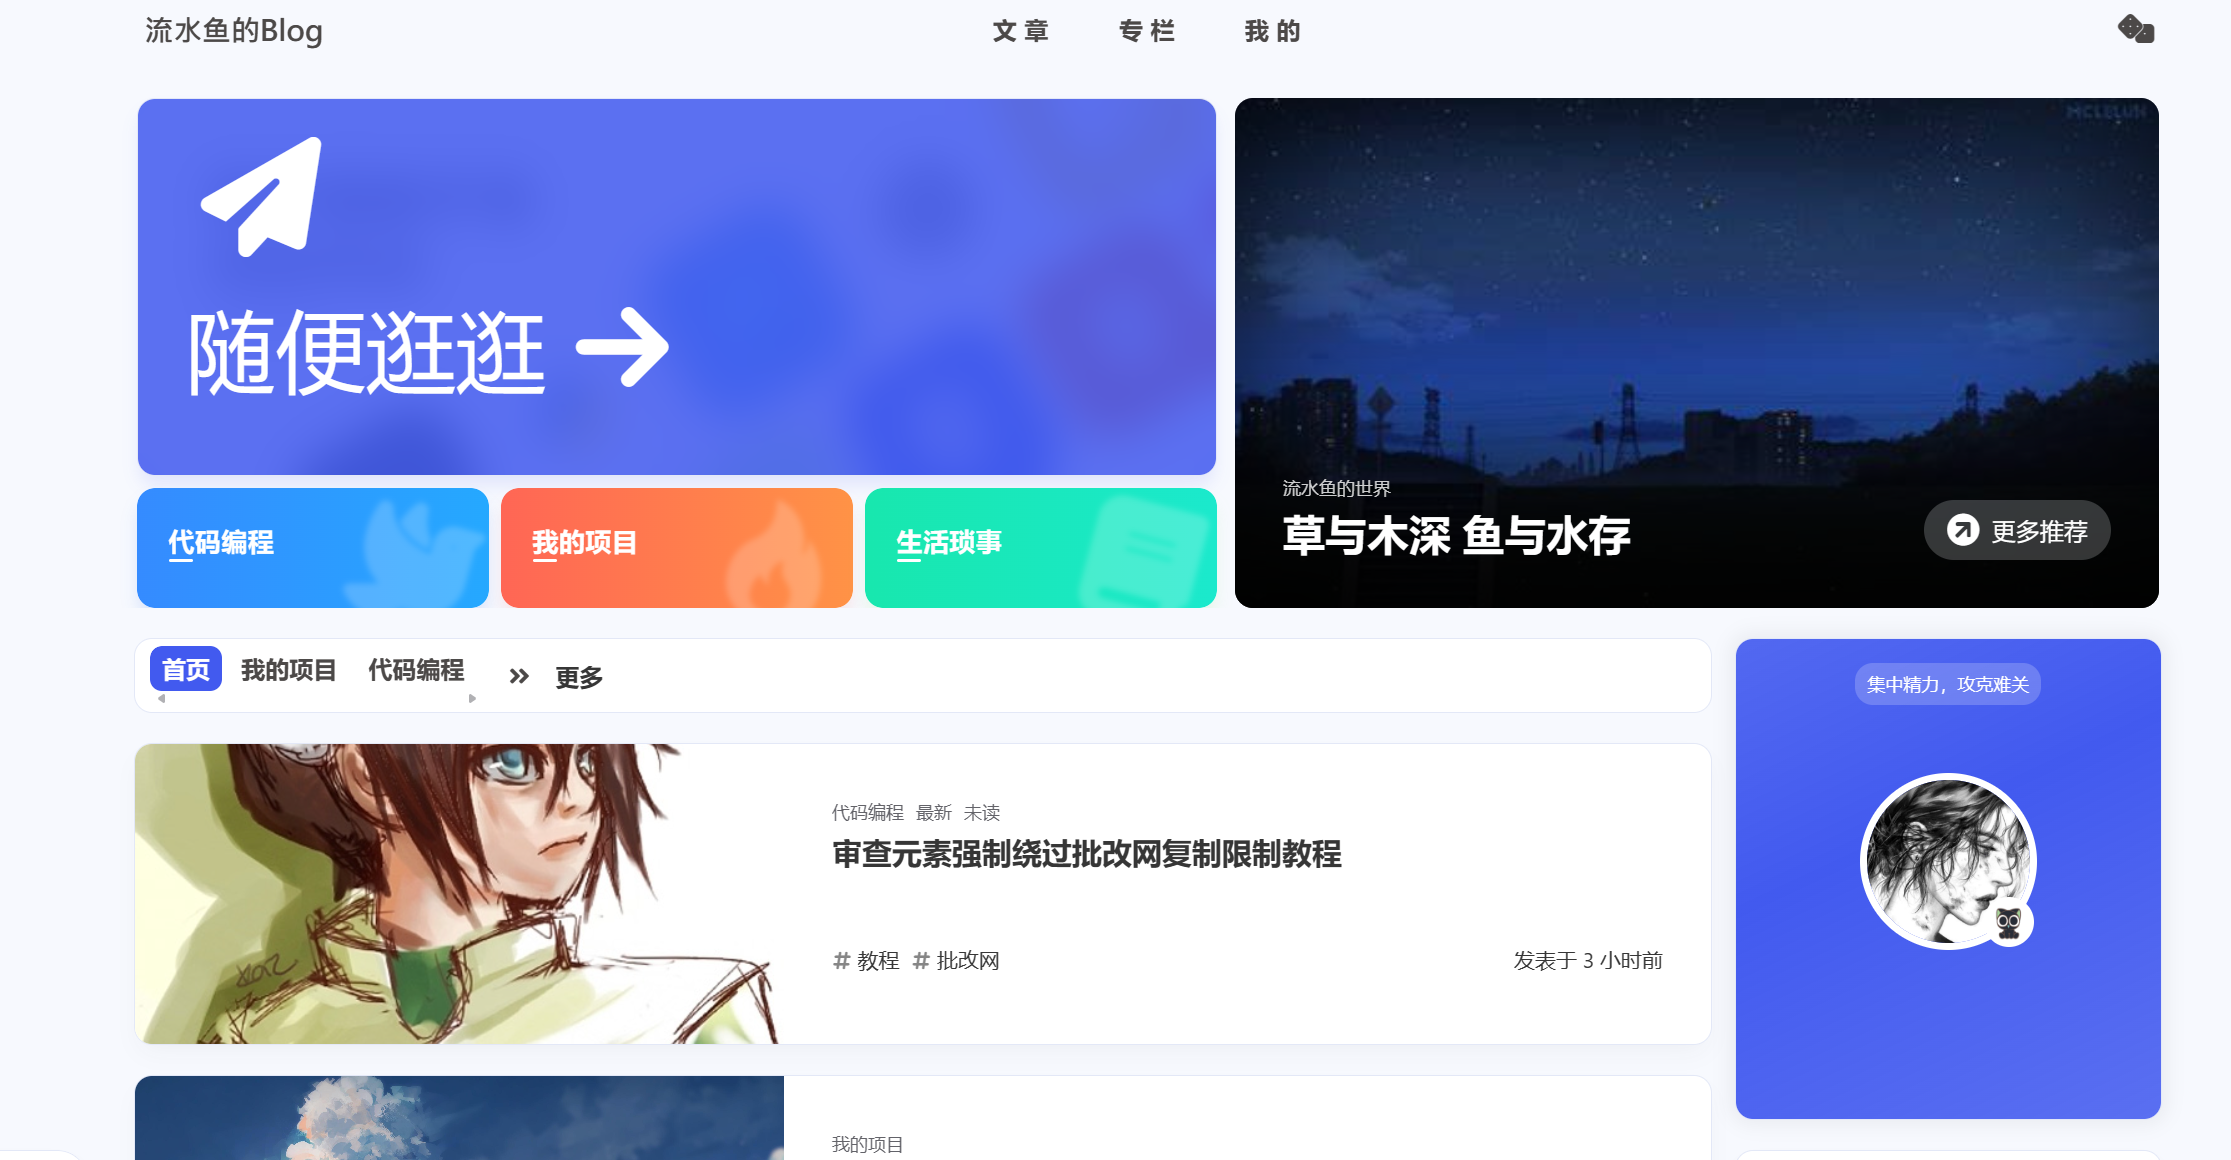 流水鱼的Blog
文章
专栏
我的
随便逛逛
MCLELUN
流水鱼的世界
草与木深 鱼与水存
更多推荐
代码编程
我的项目
生活琐事
首页
我的项目
代码编程
更多
集中精力，攻克难关
代码编程 最新 未读
审查元素强制绕过批改网复制限制教程
# 教程 # 批改网
发表于 3 小时前
我的项目